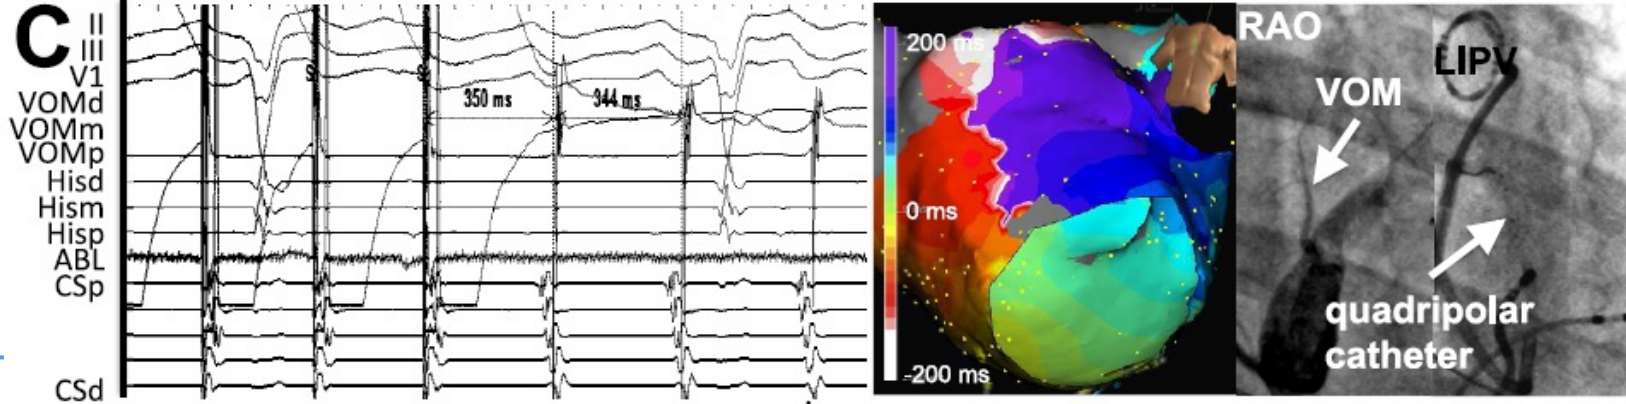 C
II
III
V1
VOMd
VOMm
VOMp
Hisd
Hism
Hisp
ABL
CSp
CSd
S
S
350 ms
344 ms
200 ms
0 ms
-200 ms
RAO
VOM
LIPV
quadripolar
catheter